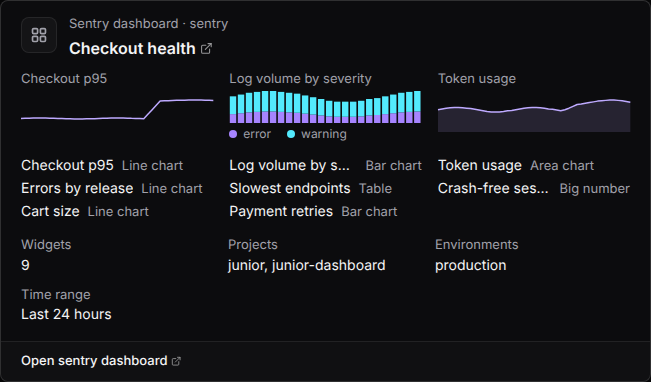 Sentry dashboard · sentry
Checkout health
Checkout p95
Log volume by severity
Token usage
error
warning
Checkout p95 Line chart
Log volume by s... Bar chart
Token usage Area chart
Errors by release Line chart
Slowest endpoints Table
Crash-free ses... Big number
Cart size Line chart
Payment retries Bar chart
Widgets
Projects
Environments
9
junior, junior-dashboard
production
Time range
Last 24 hours
Open sentry dashboard